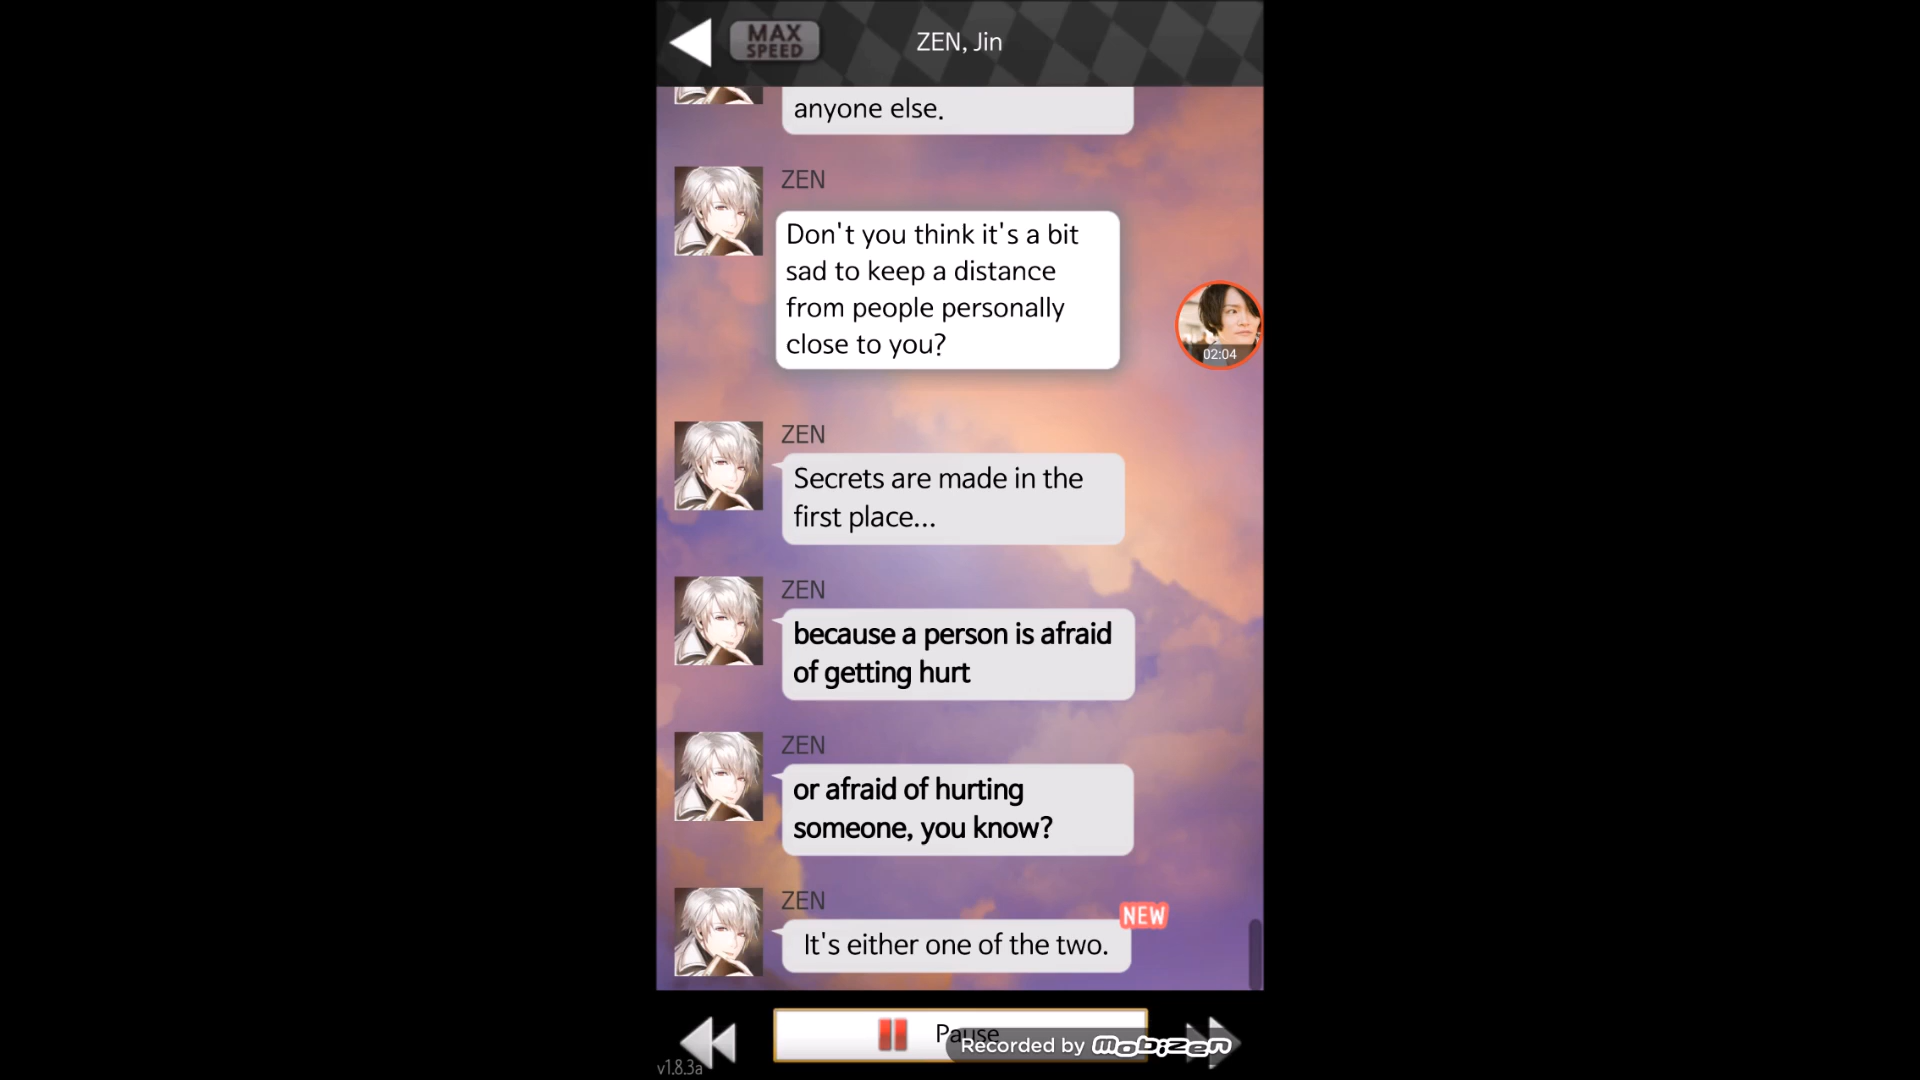 MAX
SPEED
ZEN, Jin
anyone else.
ZEN
Don't you think it's a bit
sad to keep a distance
from people personally
close to you?
02:04
ZEN
Secrets are made in the
first place...
ZEN
because a person is afraid
of getting hurt
ZEN
or afraid of hurting
someone, you know?
ZEN
NEW
It's either one of the two.
Pause
Recorded by mobizen
v1.8.3a